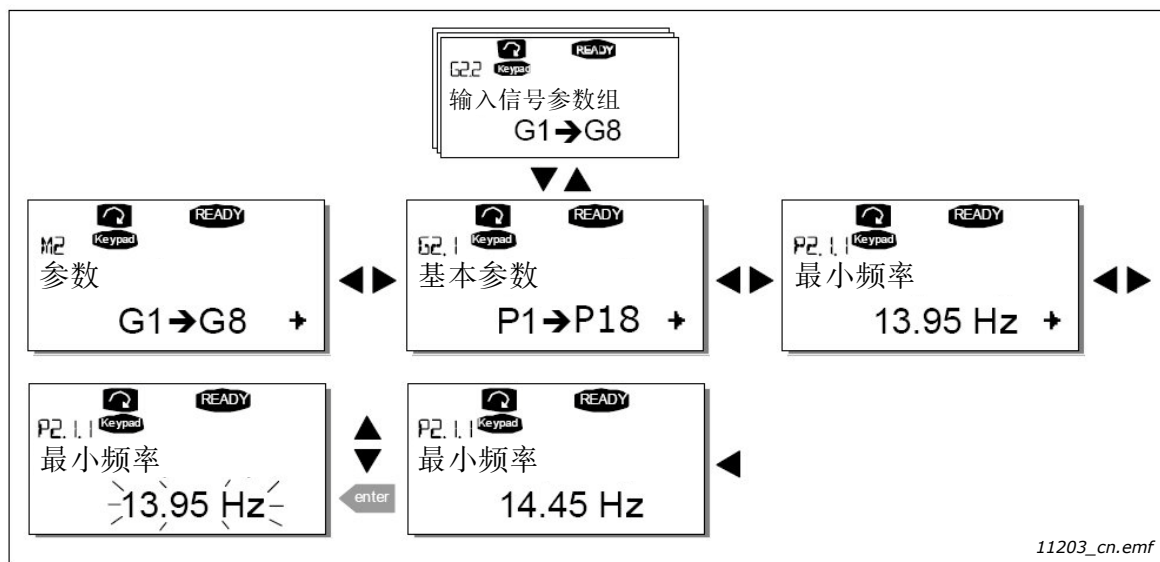 READY
G2.2 Keypad
输入信号参数组
G1➔G8
READY
M2 Keypad
参数
G1➔G8
READY
G2.1 Keypad
基本参数
P1➔P18
READY
P2.1.1 Keypad
最小频率
13.95 Hz
READY
P2.1.1 Keypad
最小频率
13.95 Hz
enter
READY
P2.1.1 Keypad
最小频率
14.45 Hz
11203_cn.emf